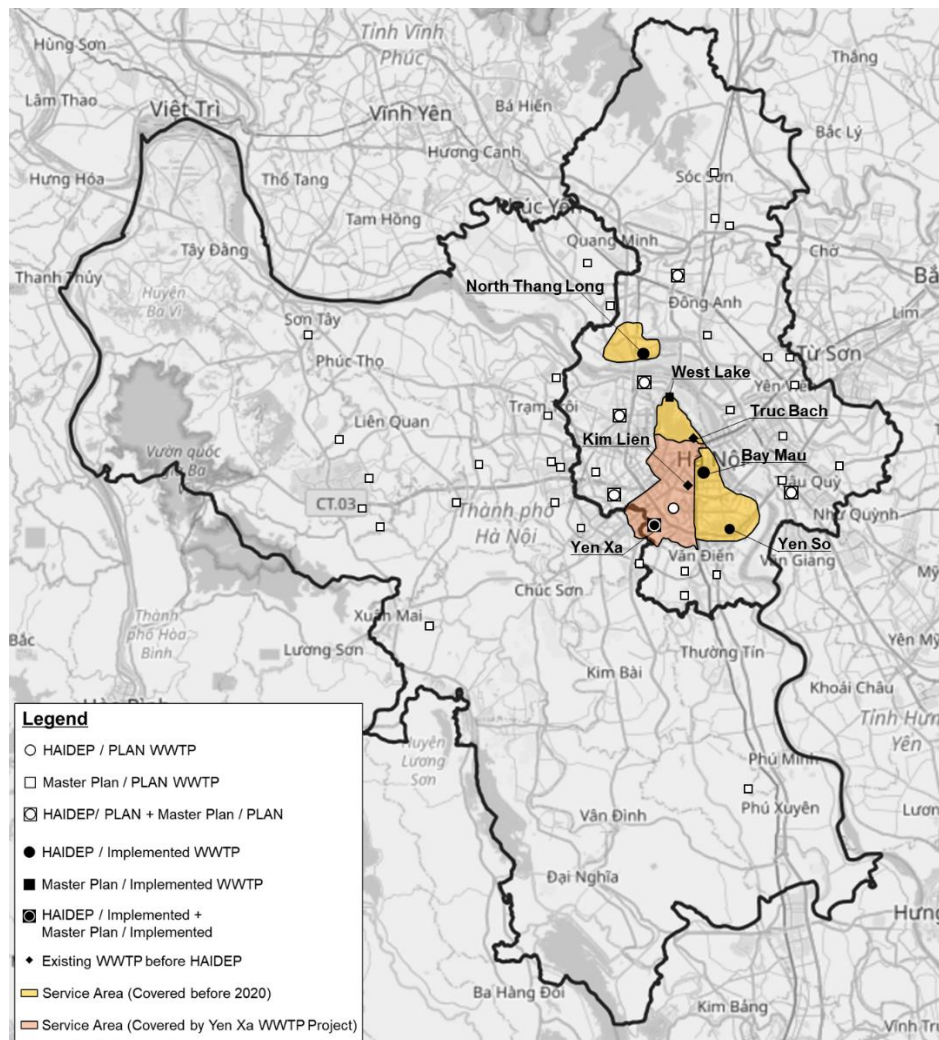 Tỉnh Vĩnh
Phúc
Hùng Sơn
Thắng
Lâm Thao
Việt Trì
Vĩnh Yên
Bá Hiến
Bắc Lý
Hương Canh
Hưng Hóa
Thổ Tang
Sóc Sơn
Phúc Yên
Tam Hồng
Quang Minh
Chờ
Tây Đằng
Thanh Thủy
North Thang Long
Đông Anh
Lim
Huyện
Ba Vì
Sơn Tây
Từ Sơn
Phúc Thọ
West Lake
Yên Viên
Trạm Trôi
Truc Bach
Liên Quan
Kim Lien
Hà Nội
Bay Mau
Vườn quốc
CT.03
Như Quỳnh
Thành phố
Hà Nội
Yen Xa
Yen So
Văn Điển
Văn Giang
Chúc Sơn
Thành
phố Hòa
Bình
Xuân Mai
Bắc
Lương Sơn
Thường Tín
Yên Mỹ
Kim Bài
Khoái Châu
Tỉnh Hưng
Yên
Legend
HAIDEP / PLAN WWTP
Master Plan / PLAN WWTP
HAIDEP/ PLAN + Master Plan / PLAN
HAIDEP / Implemented WWTP
Master Plan / Implemented WWTP
HAIDEP / Implemented +
Master Plan / Implemented
Existing WWTP before HAIDEP
Service Area (Covered before 2020)
Service Area (Covered by Yen Xa WWTP Project)
Huyện
Lương
Sơn
Phú Minh
Vân Đình
Phú Xuyên
Đại Nghĩa
Hưng
Ba Hàng Đồi
Kim Bảng
Vĩnh Trụ